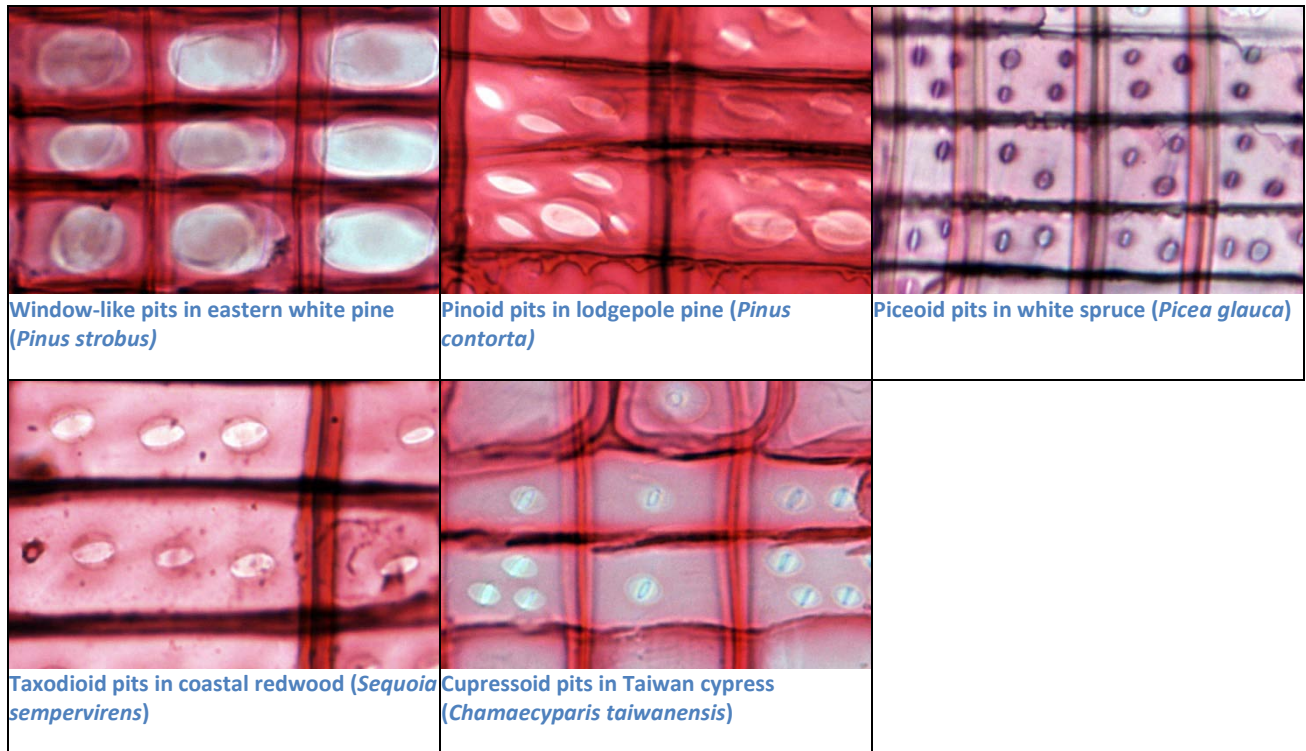 Window-like pits in eastern white pine
(Pinus strobus)
Pinoid pits in lodgepole pine (Pinus
contorta)
Piceoid pits in white spruce (Picea glauca)
Taxodioid pits in coastal redwood (Sequoia
sempervirens)
Cupressoid pits in Taiwan cypress
(Chamaecyparis taiwanensis)